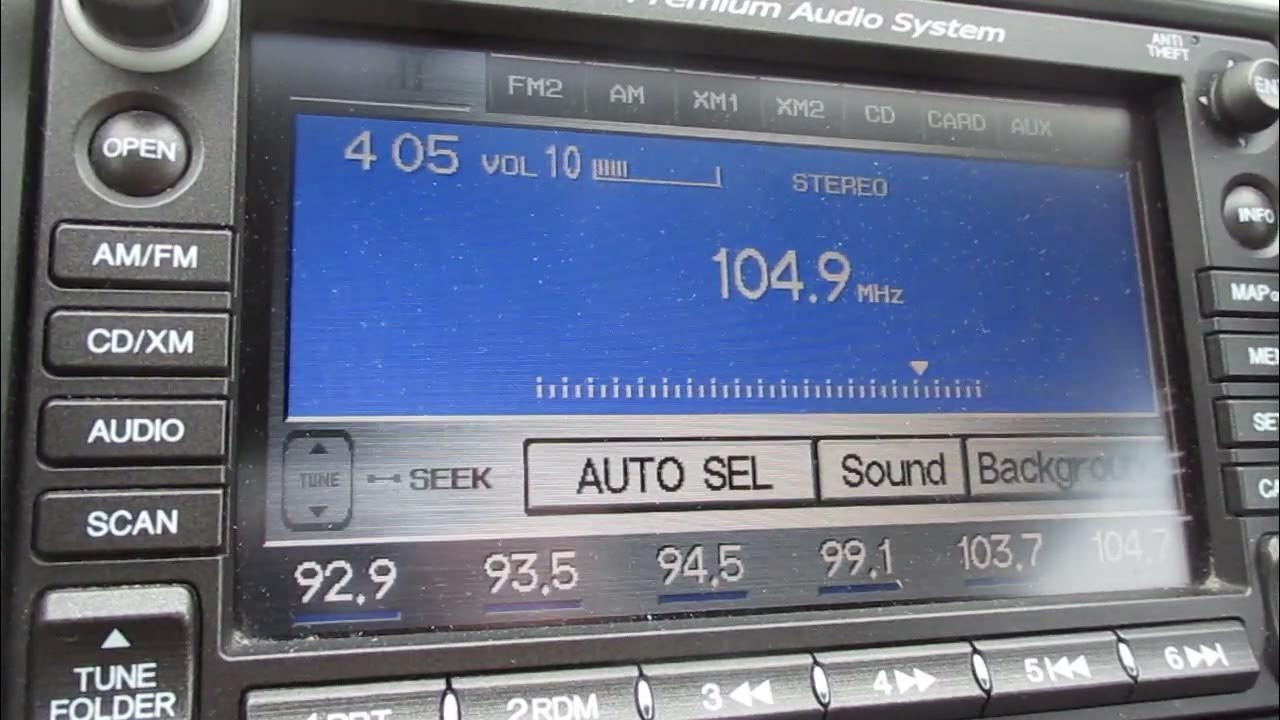 Premium Audio System
ANTI
THEFT
FM2 AM XM1 XM2 CD CARD AUX
OPEN
4 05 VOL 10
STEREO
INFO
AM/FM
104.9 MHz
MAP
CD/XM
AUDIO
TUNE SEEK AUTO SEL Sound
SCAN
92.9 93.5 94.5 99.1 103.7 104.7
TUNE
FOLDER
2RDM 3 4 5 6